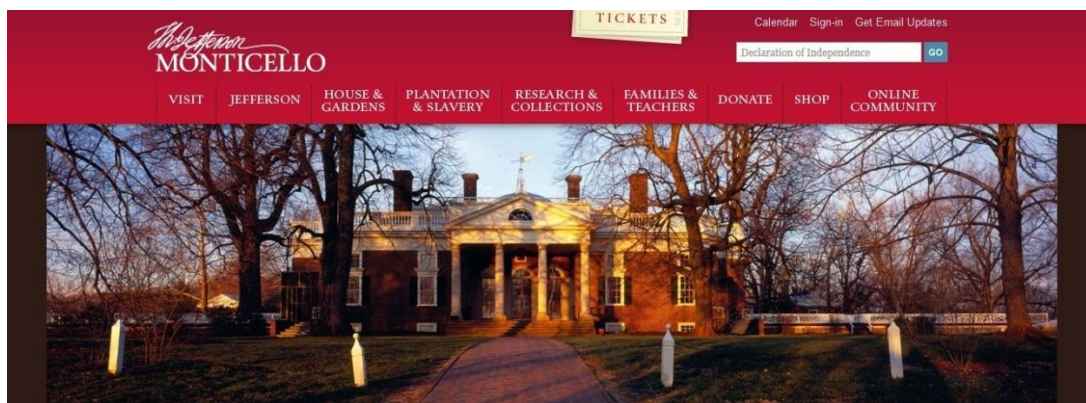 TICKETS
Calendar Sign-in Get Email Updates
Th. Jefferson
MONTICELLO
Declaration of Independence GO
VISIT JEFFERSON HOUSE & GARDENS PLANTATION & SLAVERY RESEARCH & COLLECTIONS FAMILIES & TEACHERS DONATE SHOP ONLINE COMMUNITY